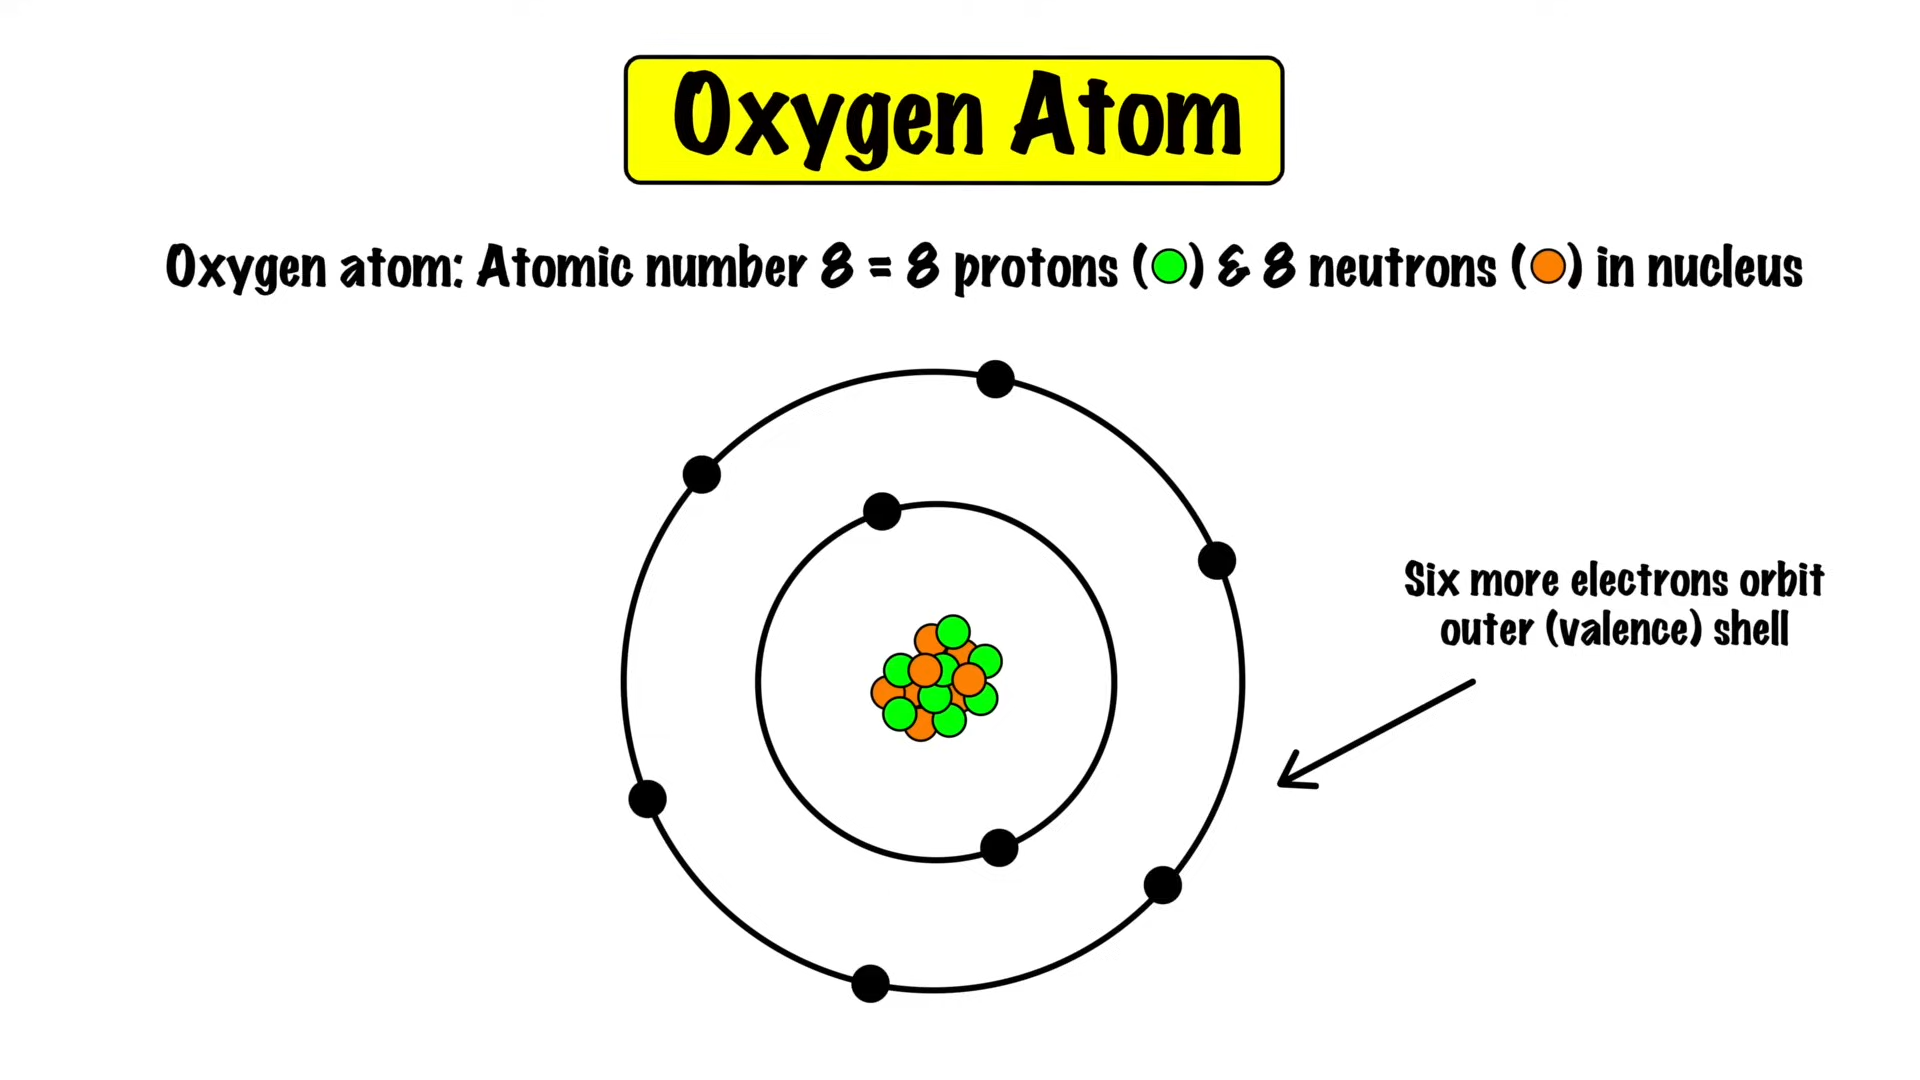 Oxygen Atom
Oxygen atom: Atomic number 8 = 8 protons () & 8 neutrons () in nucleus
Six more electrons orbit
outer (valence) shell